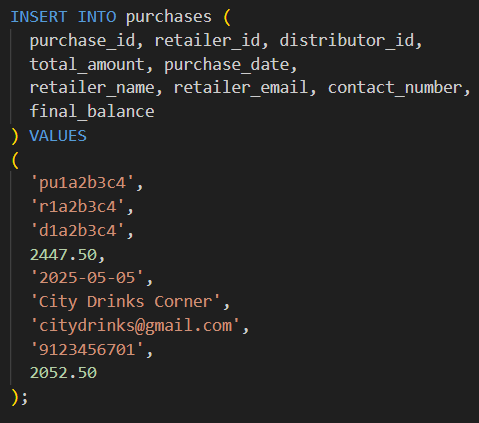 INSERT INTO purchases (
purchase_id, retailer_id, distributor_id,
total_amount, purchase_date,
retailer_name, retailer_email, contact_number,
final_balance
) VALUES
(
'pu1a2b3c4',
'r1a2b3c4',
'd1a2b3c4',
2447.50,
'2025-05-05',
'City Drinks Corner',
'citydrinks@gmail.com',
'9123456701',
2052.50
);